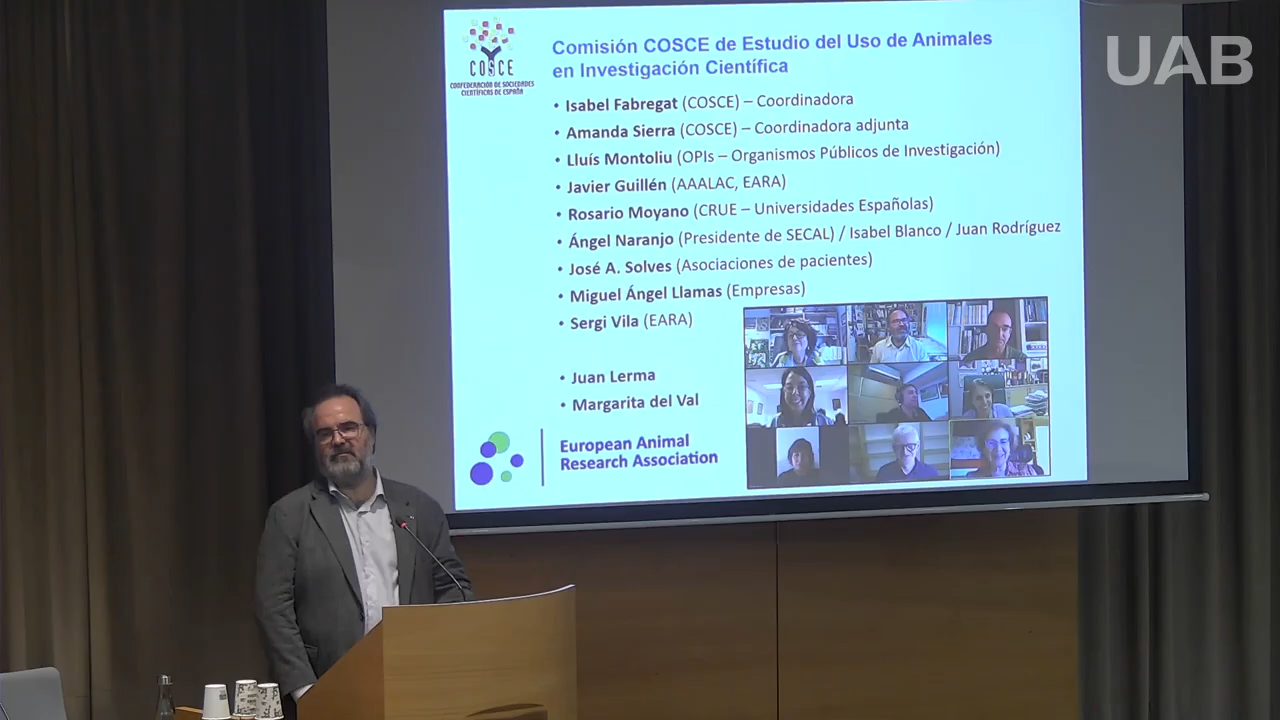 UAB
COSCE
CONFEDERACIÓN DE SOCIEDADES
CIENTÍFICAS DE ESPAÑA
Comisión COSCE de Estudio del Uso de Animales
en Investigación Científica
• Isabel Fabregat (COSCE) – Coordinadora
• Amanda Sierra (COSCE) – Coordinadora adjunta
• Lluís Montoliu (OPIs – Organismos Públicos de Investigación)
• Javier Guillén (AAALAC, EARA)
• Rosario Moyano (CRUE – Universidades Españolas)
• Ángel Naranjo (Presidente de SECAL) / Isabel Blanco / Juan Rodríguez
• José A. Solves (Asociaciones de pacientes)
• Miguel Ángel Llamas (Empresas)
• Sergi Vila (EARA)
• Juan Lerma
• Margarita del Val
European Animal
Research Association